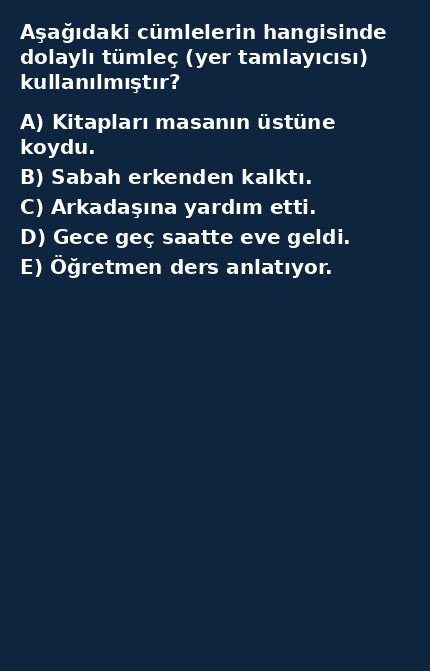 Aşağıdaki cümlelerin hangisinde
dolaylı tümleç (yer tamlayıcısı)
kullanılmıştır?
A) Kitapları masanın üstüne
koydu.
B) Sabah erkenden kalktı.
C) Arkadaşına yardım etti.
D) Gece geç saatte eve geldi.
E) Öğretmen ders anlatıyor.